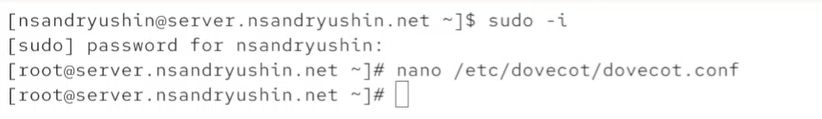 [nsandryushin@server.nsandryushin.net ~]$ sudo -i
[sudo] password for nsandryushin:
[root@server.nsandryushin.net ~]# nano /etc/dovecot/dovecot.conf
[root@server.nsandryushin.net ~]#